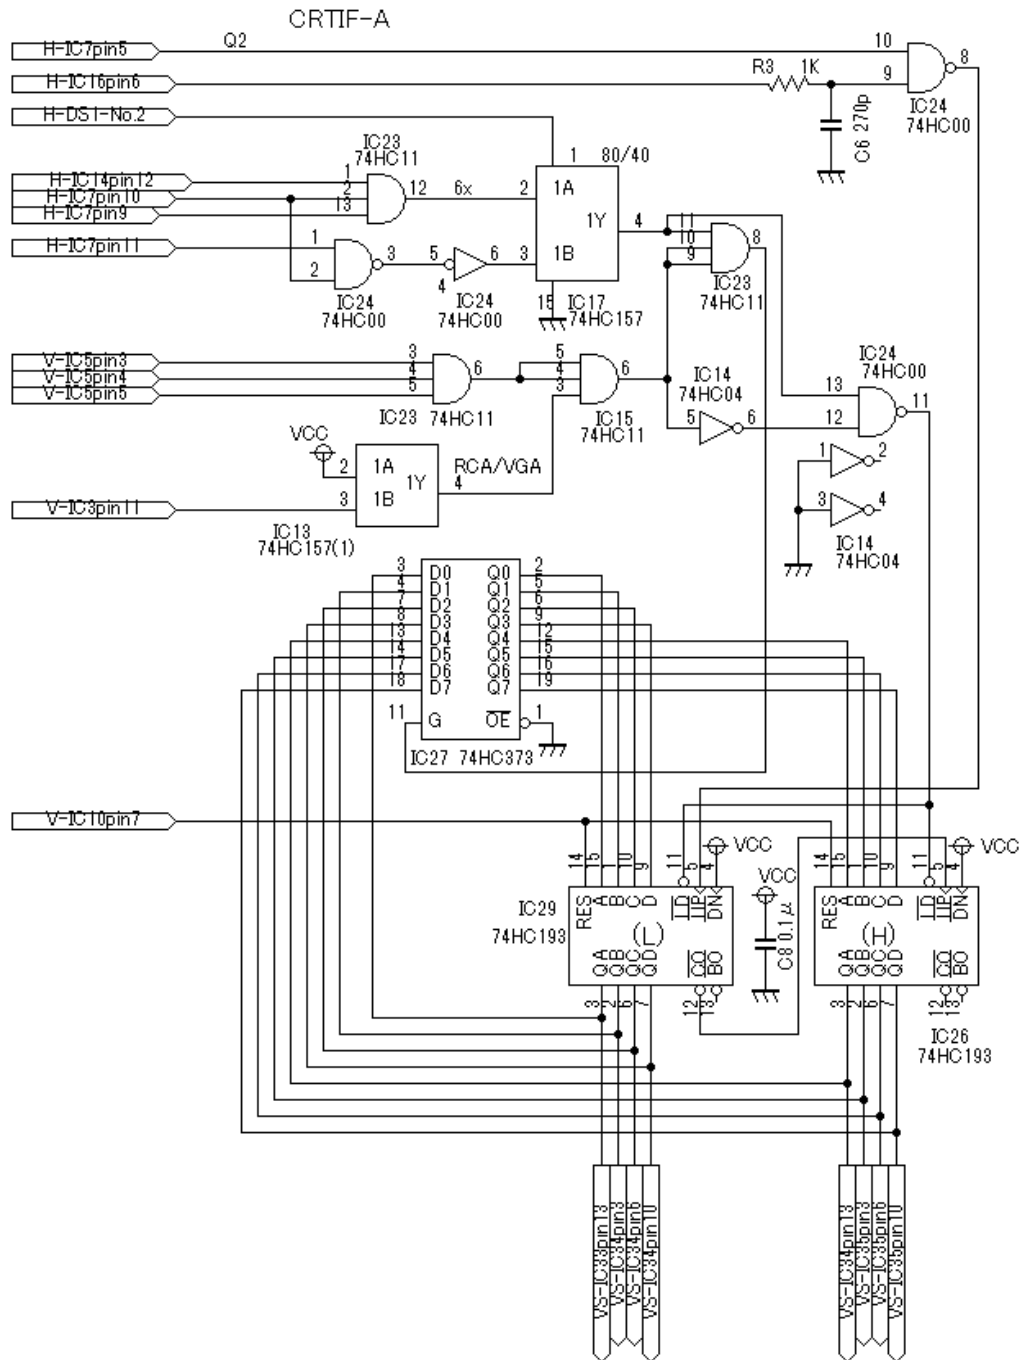 CRTIF-A
H-IC7pin5
Q2
10
8
9
IC24
74HC00
H-IC16pin6
R3 1K
C6 270p
H-DS1-No.2
IC23
74HC11
1
80/40
H-IC14pin12
H-IC7pin10
H-IC7pin9
1
2
13
12
6x
2
1A
1Y
4
1B
3
15
IC17
74HC157
11
10
9
8
IC23
74HC11
H-IC7pin11
1
2
3
IC24
74HC00
5
4
6
IC24
74HC00
V-IC5pin3
V-IC5pin4
V-IC5pin5
3
4
5
6
IC23
74HC11
5
4
3
6
IC15
74HC11
IC14
74HC04
5
6
IC24
74HC00
13
12
11
VCC
2
1A
1Y
1B
3
RCA/VGA
4
V-IC3pin11
IC13
74HC157(1)
1
2
3
4
IC14
74HC04
3
4
7
8
13
14
17
18
D0
D1
D2
D3
D4
D5
D6
D7
Q0
Q1
Q2
Q3
Q4
Q5
Q6
Q7
2
5
6
9
12
15
16
19
11
G
OE
1
IC27 74HC373
V-IC10pin7
14
15
1
10
9
11
5
4
VCC
IC29
74HC193
RES
A
B
C
D
LD
UP
DN
(L)
QA
QB
QC
QD
CO
BO
3
2
6
7
12
13
VCC
C8 0.1μ
14
15
1
10
9
11
5
4
VCC
RES
A
B
C
D
LD
UP
DN
(H)
QA
QB
QC
QD
CO
BO
3
2
6
7
12
13
IC26
74HC193
VS-IC33pin13
VS-IC34pin3
VS-IC34pin6
VS-IC34pin10
VS-IC34pin13
VS-IC35pin3
VS-IC35pin6
VS-IC35pin10